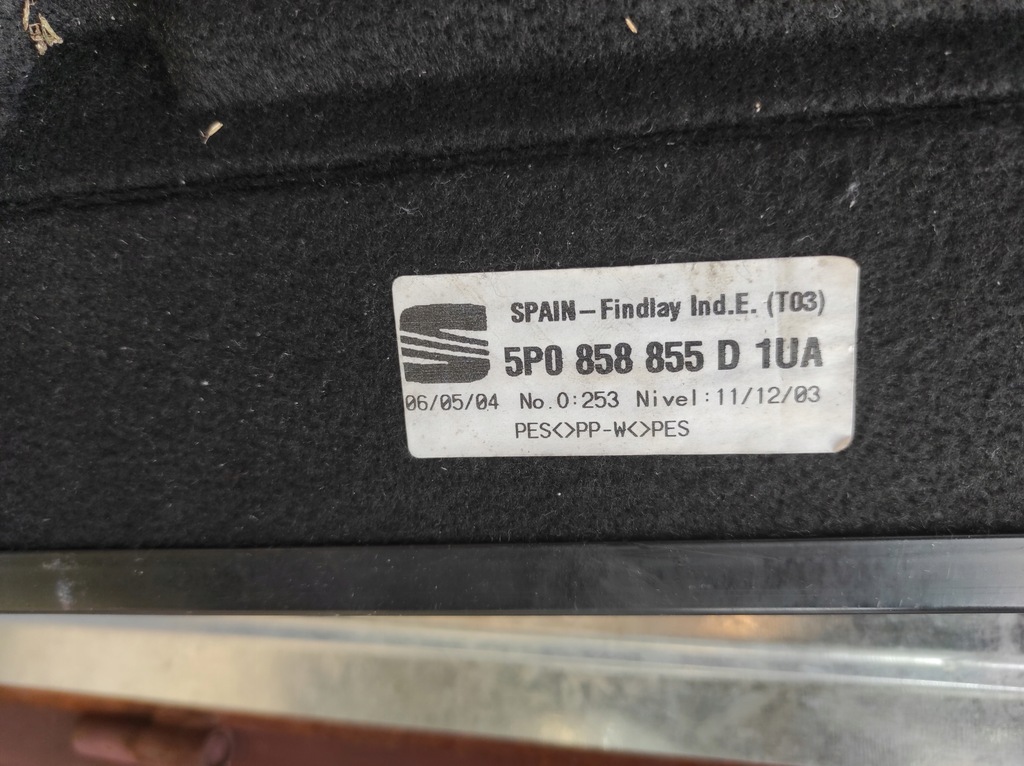 SPAIN-Findlay Ind.E. (T03)
5P0 858 855 D 1UA
06/05/04 No.O:253 Nivel:11/12/03
PES<>PP-W<>PES